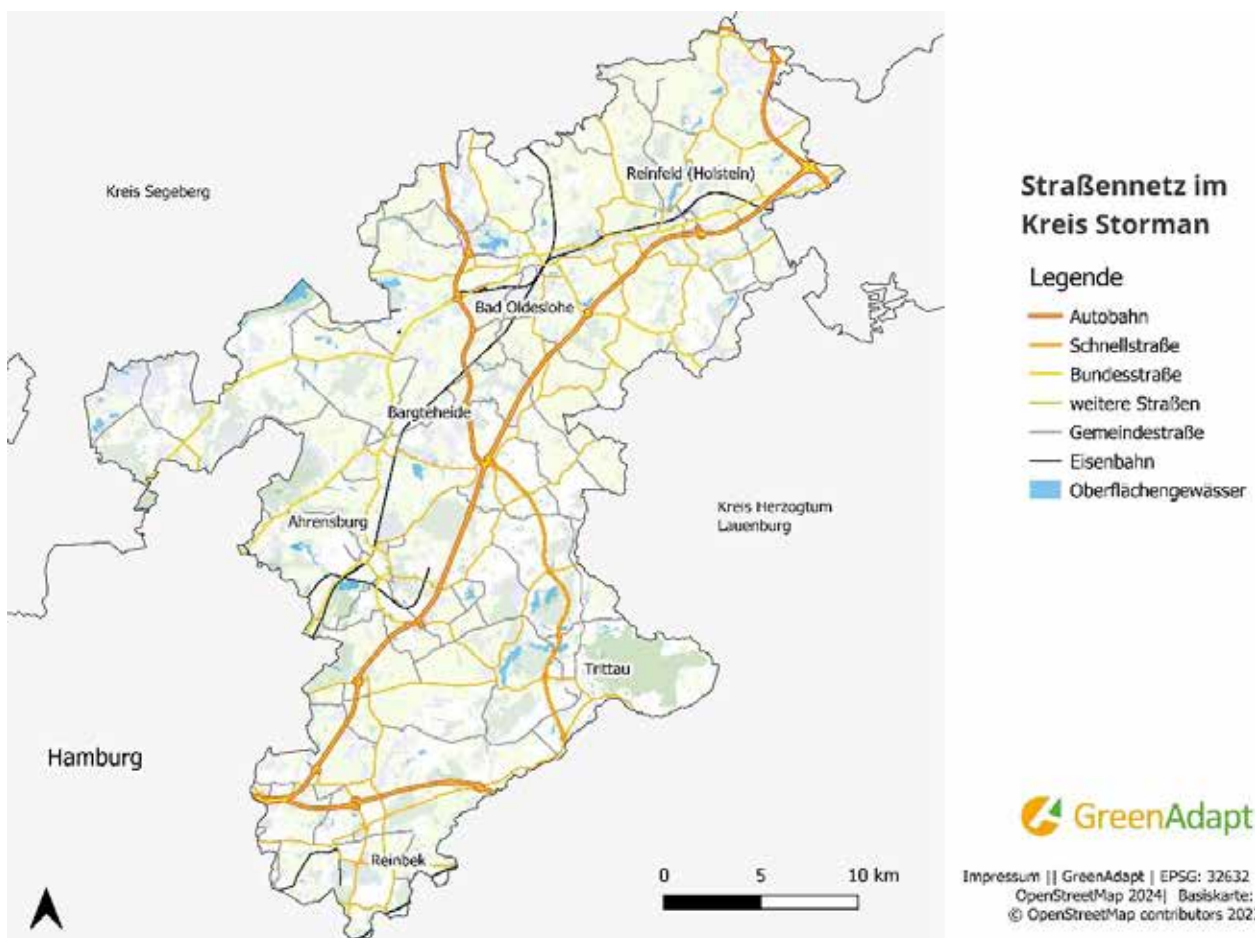 Kreis Segeberg
Reinfeld (Holstein)
Bad Oldeslohe
Bargteheide
Ahrensburg
Kreis Herzogtum
Lauenburg
Trittau
Hamburg
Reinbek
0 5 10 km
Straßennetz im
Kreis Storman
Legende
Autobahn
Schnellstraße
Bundesstraße
weitere Straßen
Gemeindestraße
Eisenbahn
Oberflächengewässer
GreenAdapt
Impressum || GreenAdapt | EPSG: 32632
OpenStreetMap 2024| Basiskarte:
© OpenStreetMap contributors 202